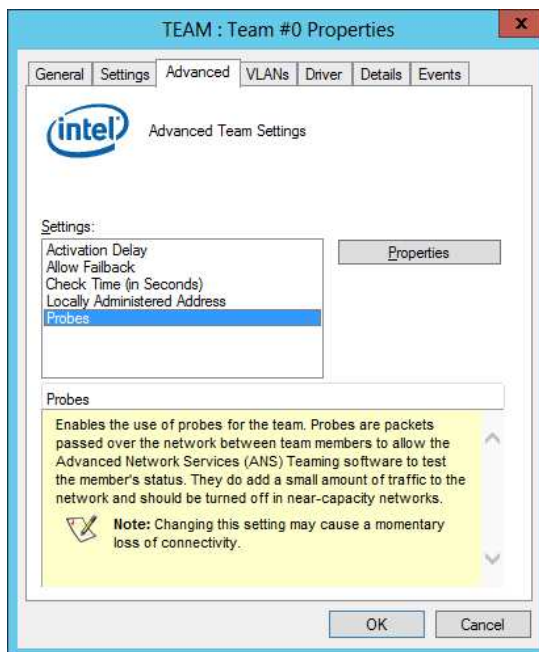 TEAM : Team #0 Properties
x
General Settings Advanced VLANs Driver Details Events
intel
Advanced Team Settings
Settings:
Activation Delay
Allow Failback
Check Time (in Seconds)
Locally Administered Address
Probes
Properties
Probes
Enables the use of probes for the team. Probes are packets
passed over the network between team members to allow the
Advanced Network Services (ANS) Teaming software to test
the member's status. They do add a small amount of traffic to the
network and should be turned off in near-capacity networks.
Note: Changing this setting may cause a momentary
loss of connectivity.
OK Cancel